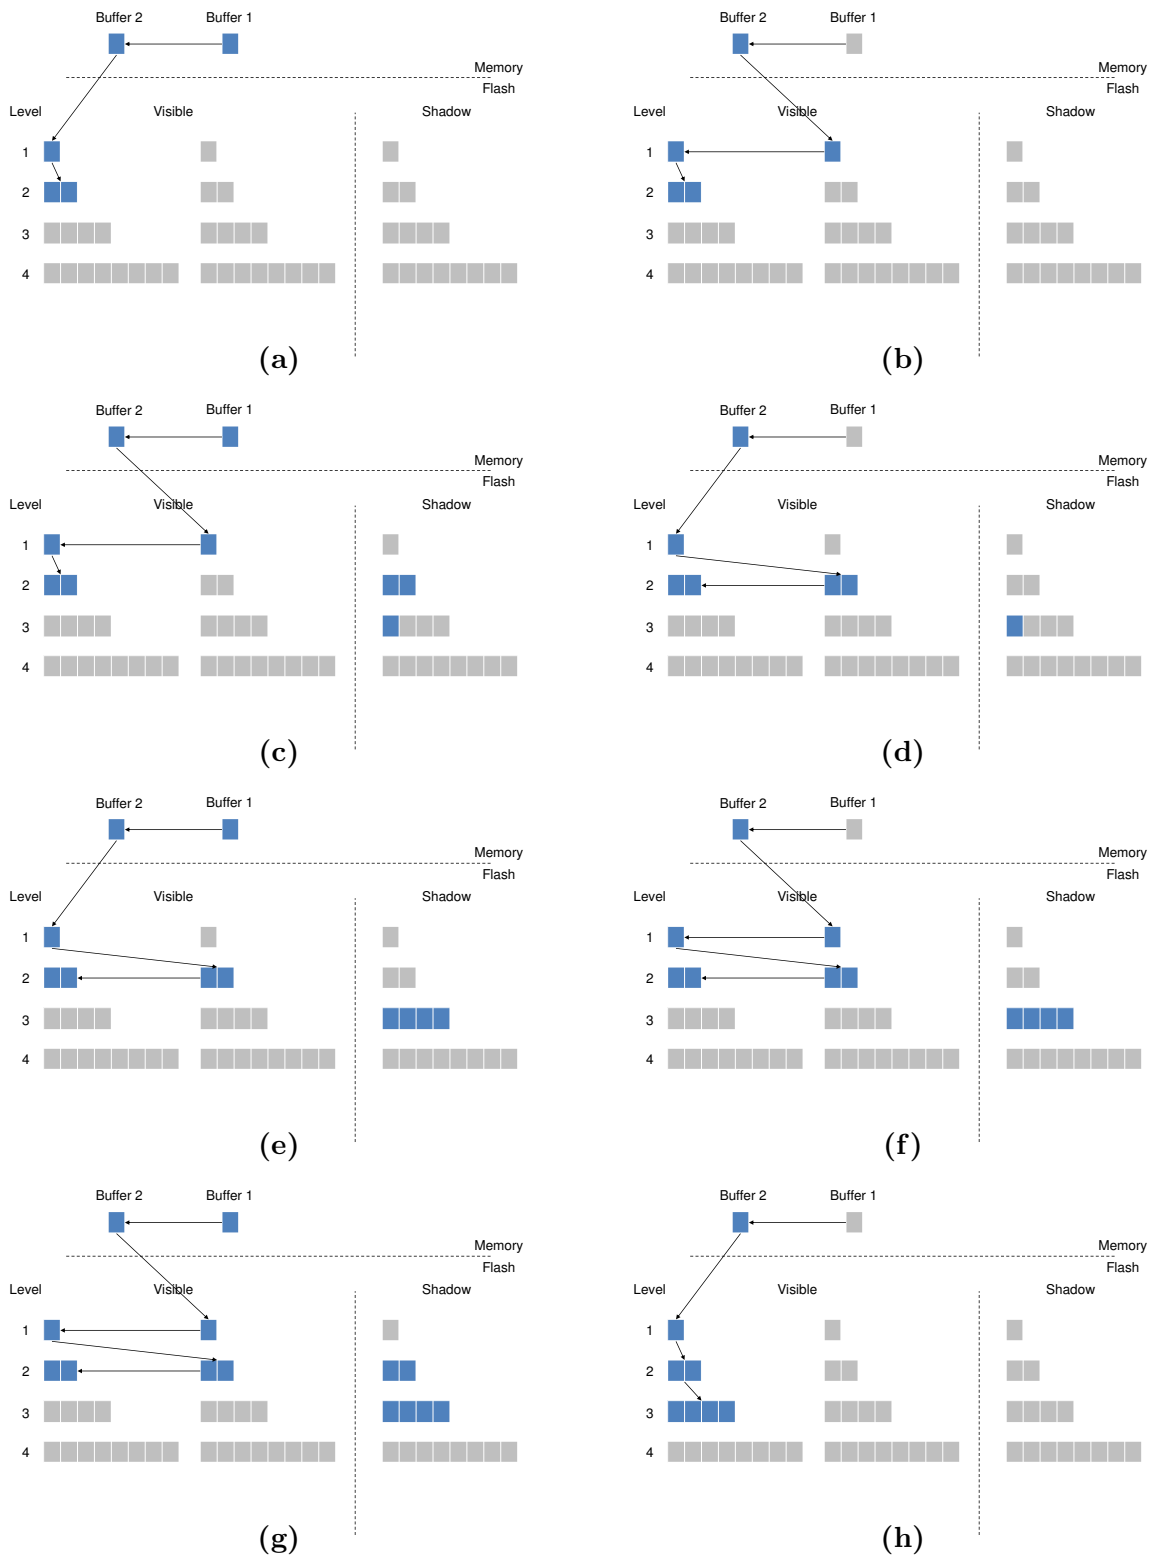 Buffer 2 Buffer 1 Buffer 2 Buffer 1
Memory Memory
Flash Flash
Level Visible Shadow Level Visible Shadow
1 1
2 2
3 3
4 4
(a) (b)
Buffer 2 Buffer 1 Buffer 2 Buffer 1
Memory Memory
Flash Flash
Level Visible Shadow Level Visible Shadow
1 1
2 2
3 3
4 4
(c) (d)
Buffer 2 Buffer 1 Buffer 2 Buffer 1
Memory Memory
Flash Flash
Level Visible Shadow Level Visible Shadow
1 1
2 2
3 3
4 4
(e) (f)
Buffer 2 Buffer 1 Buffer 2 Buffer 1
Memory Memory
Flash Flash
Level Visible Shadow Level Visible Shadow
1 1
2 2
3 3
4 4
(g) (h)